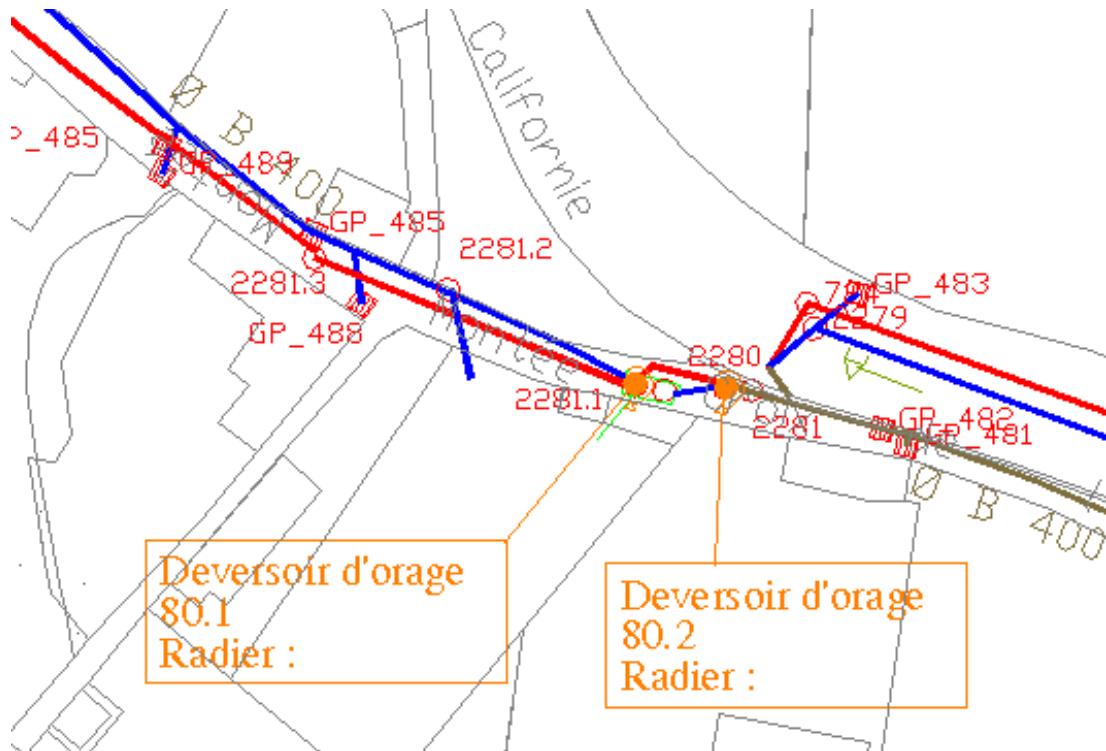 Californie
Ø B 400
P_485
GP_489
GP_485
2281.2
2281.3
GP_488
784
GP_483
2279
2280
2281.1
2281
GP_482
GP_481
Ø B 400
Deversoir d'orage
80.1
Radier :
Deversoir d'orage
80.2
Radier :